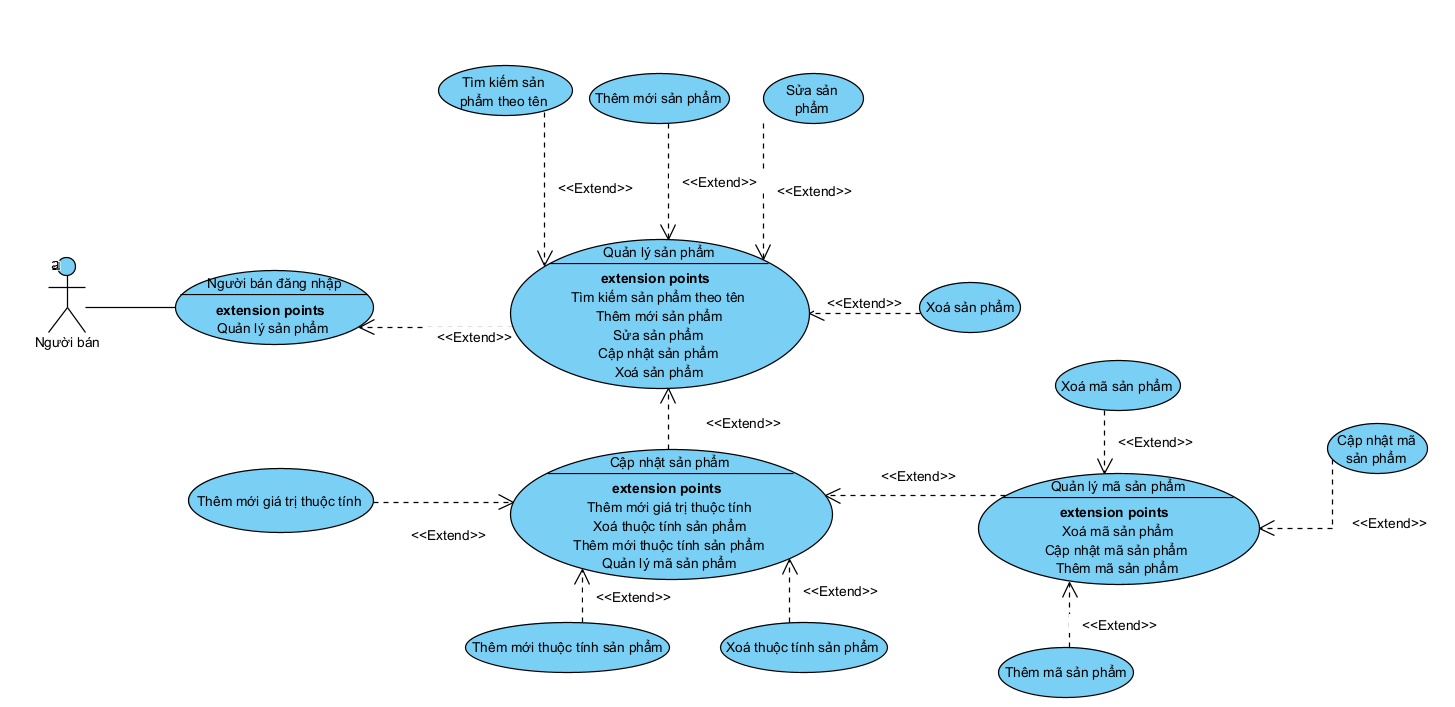 Tìm kiếm sản
phẩm theo tên
Thêm mới sản phẩm
Sửa sản
phẩm
<<Extend>>
<<Extend>>
<<Extend>>
Người bán
Người bán đăng nhập
extension points
Quản lý sản phẩm
<<Extend>>
Quản lý sản phẩm
extension points
Tìm kiếm sản phẩm theo tên
Thêm mới sản phẩm
Sửa sản phẩm
Cập nhật sản phẩm
Xoá sản phẩm
<<Extend>>
Xoá sản phẩm
<<Extend>>
Xoá mã sản phẩm
<<Extend>>
Cập nhật mã
sản phẩm
Thêm mới giá trị thuộc tính
<<Extend>>
Cập nhật sản phẩm
extension points
Thêm mới giá trị thuộc tính
Xoá thuộc tính sản phẩm
Thêm mới thuộc tính sản phẩm
Quản lý mã sản phẩm
<<Extend>>
Quản lý mã sản phẩm
extension points
Xoá mã sản phẩm
Cập nhật mã sản phẩm
Thêm mã sản phẩm
<<Extend>>
<<Extend>>
<<Extend>>
<<Extend>>
Thêm mới thuộc tính sản phẩm
Xoá thuộc tính sản phẩm
Thêm mã sản phẩm